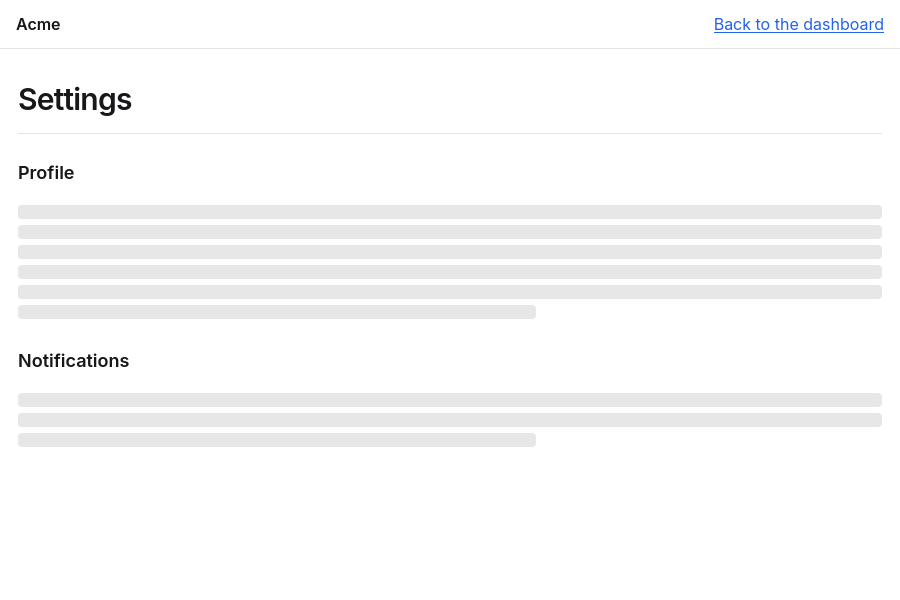 Acme
Back to the dashboard
Settings
Profile
Notifications